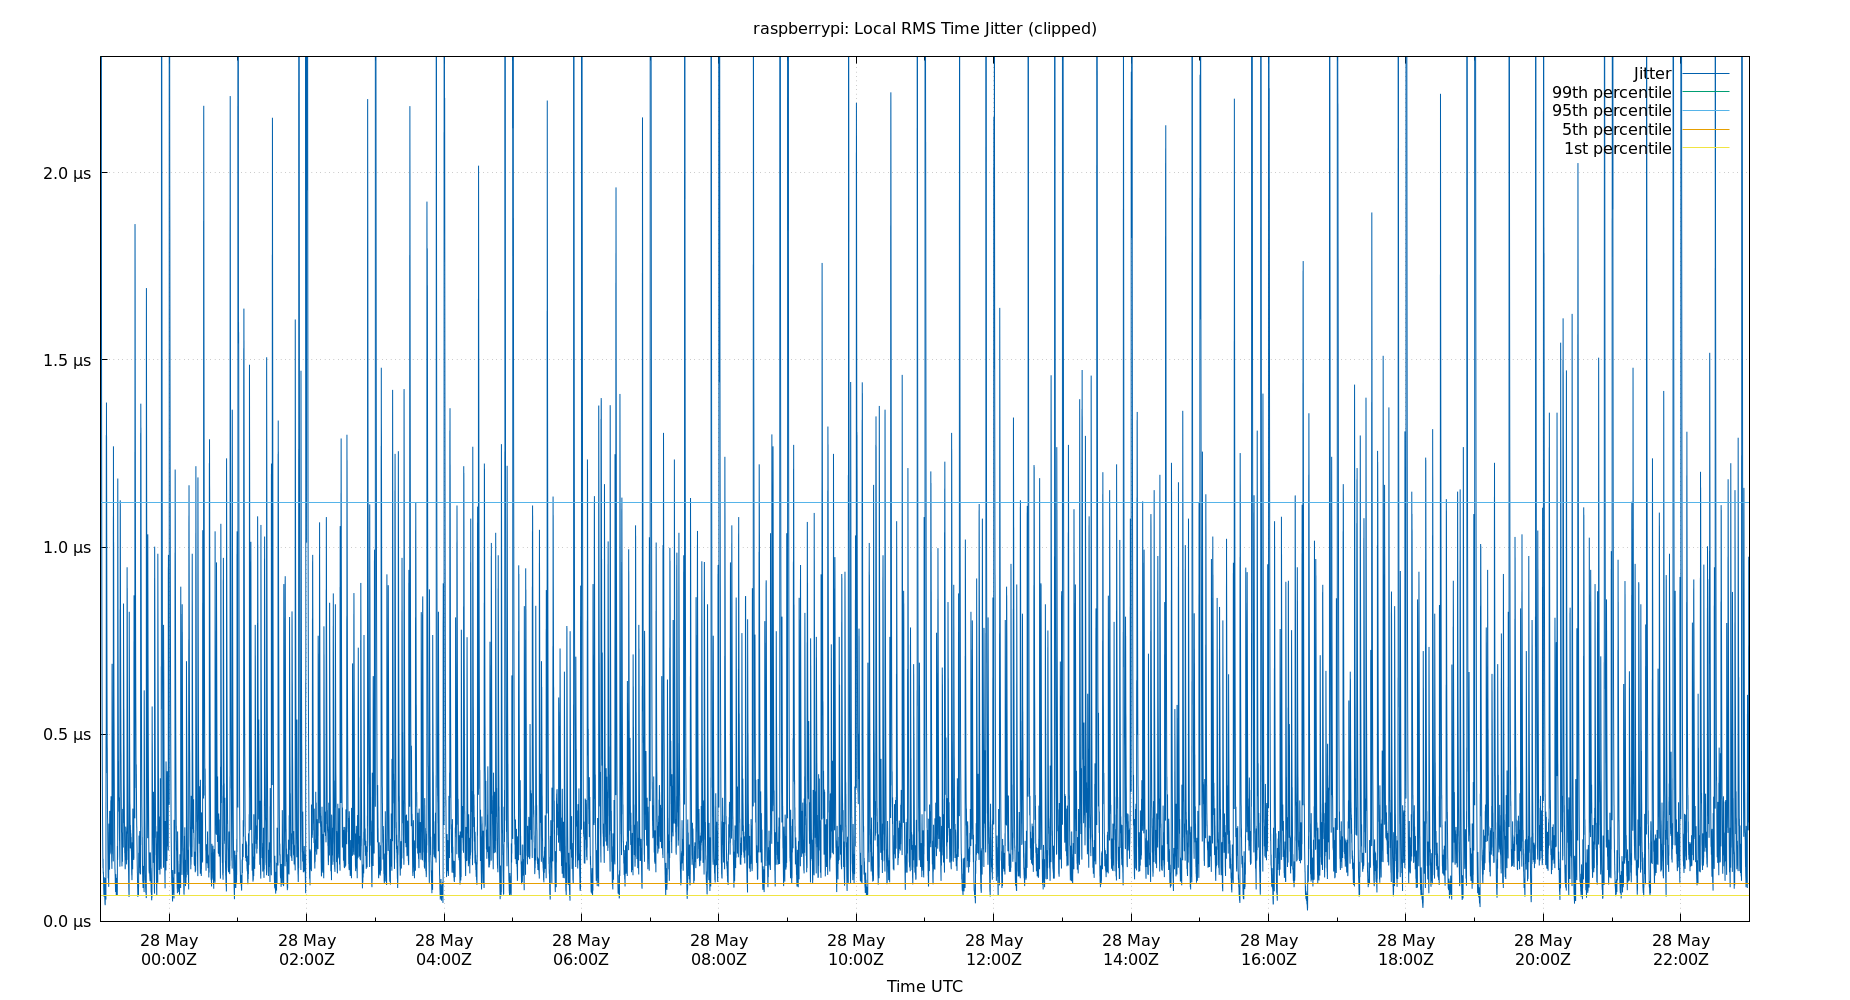 raspberrypi: Local RMS Time Jitter (clipped)
Jitter
99th percentile
95th percentile
5th percentile
1st percentile
2.0 µs
1.5 µs
1.0 µs
0.5 µs
0.0 µs
28 May 28 May 28 May 28 May 28 May 28 May 28 May 28 May 28 May 28 May 28 May 28 May
00:00Z 02:00Z 04:00Z 06:00Z 08:00Z 10:00Z 12:00Z 14:00Z 16:00Z 18:00Z 20:00Z 22:00Z
Time UTC